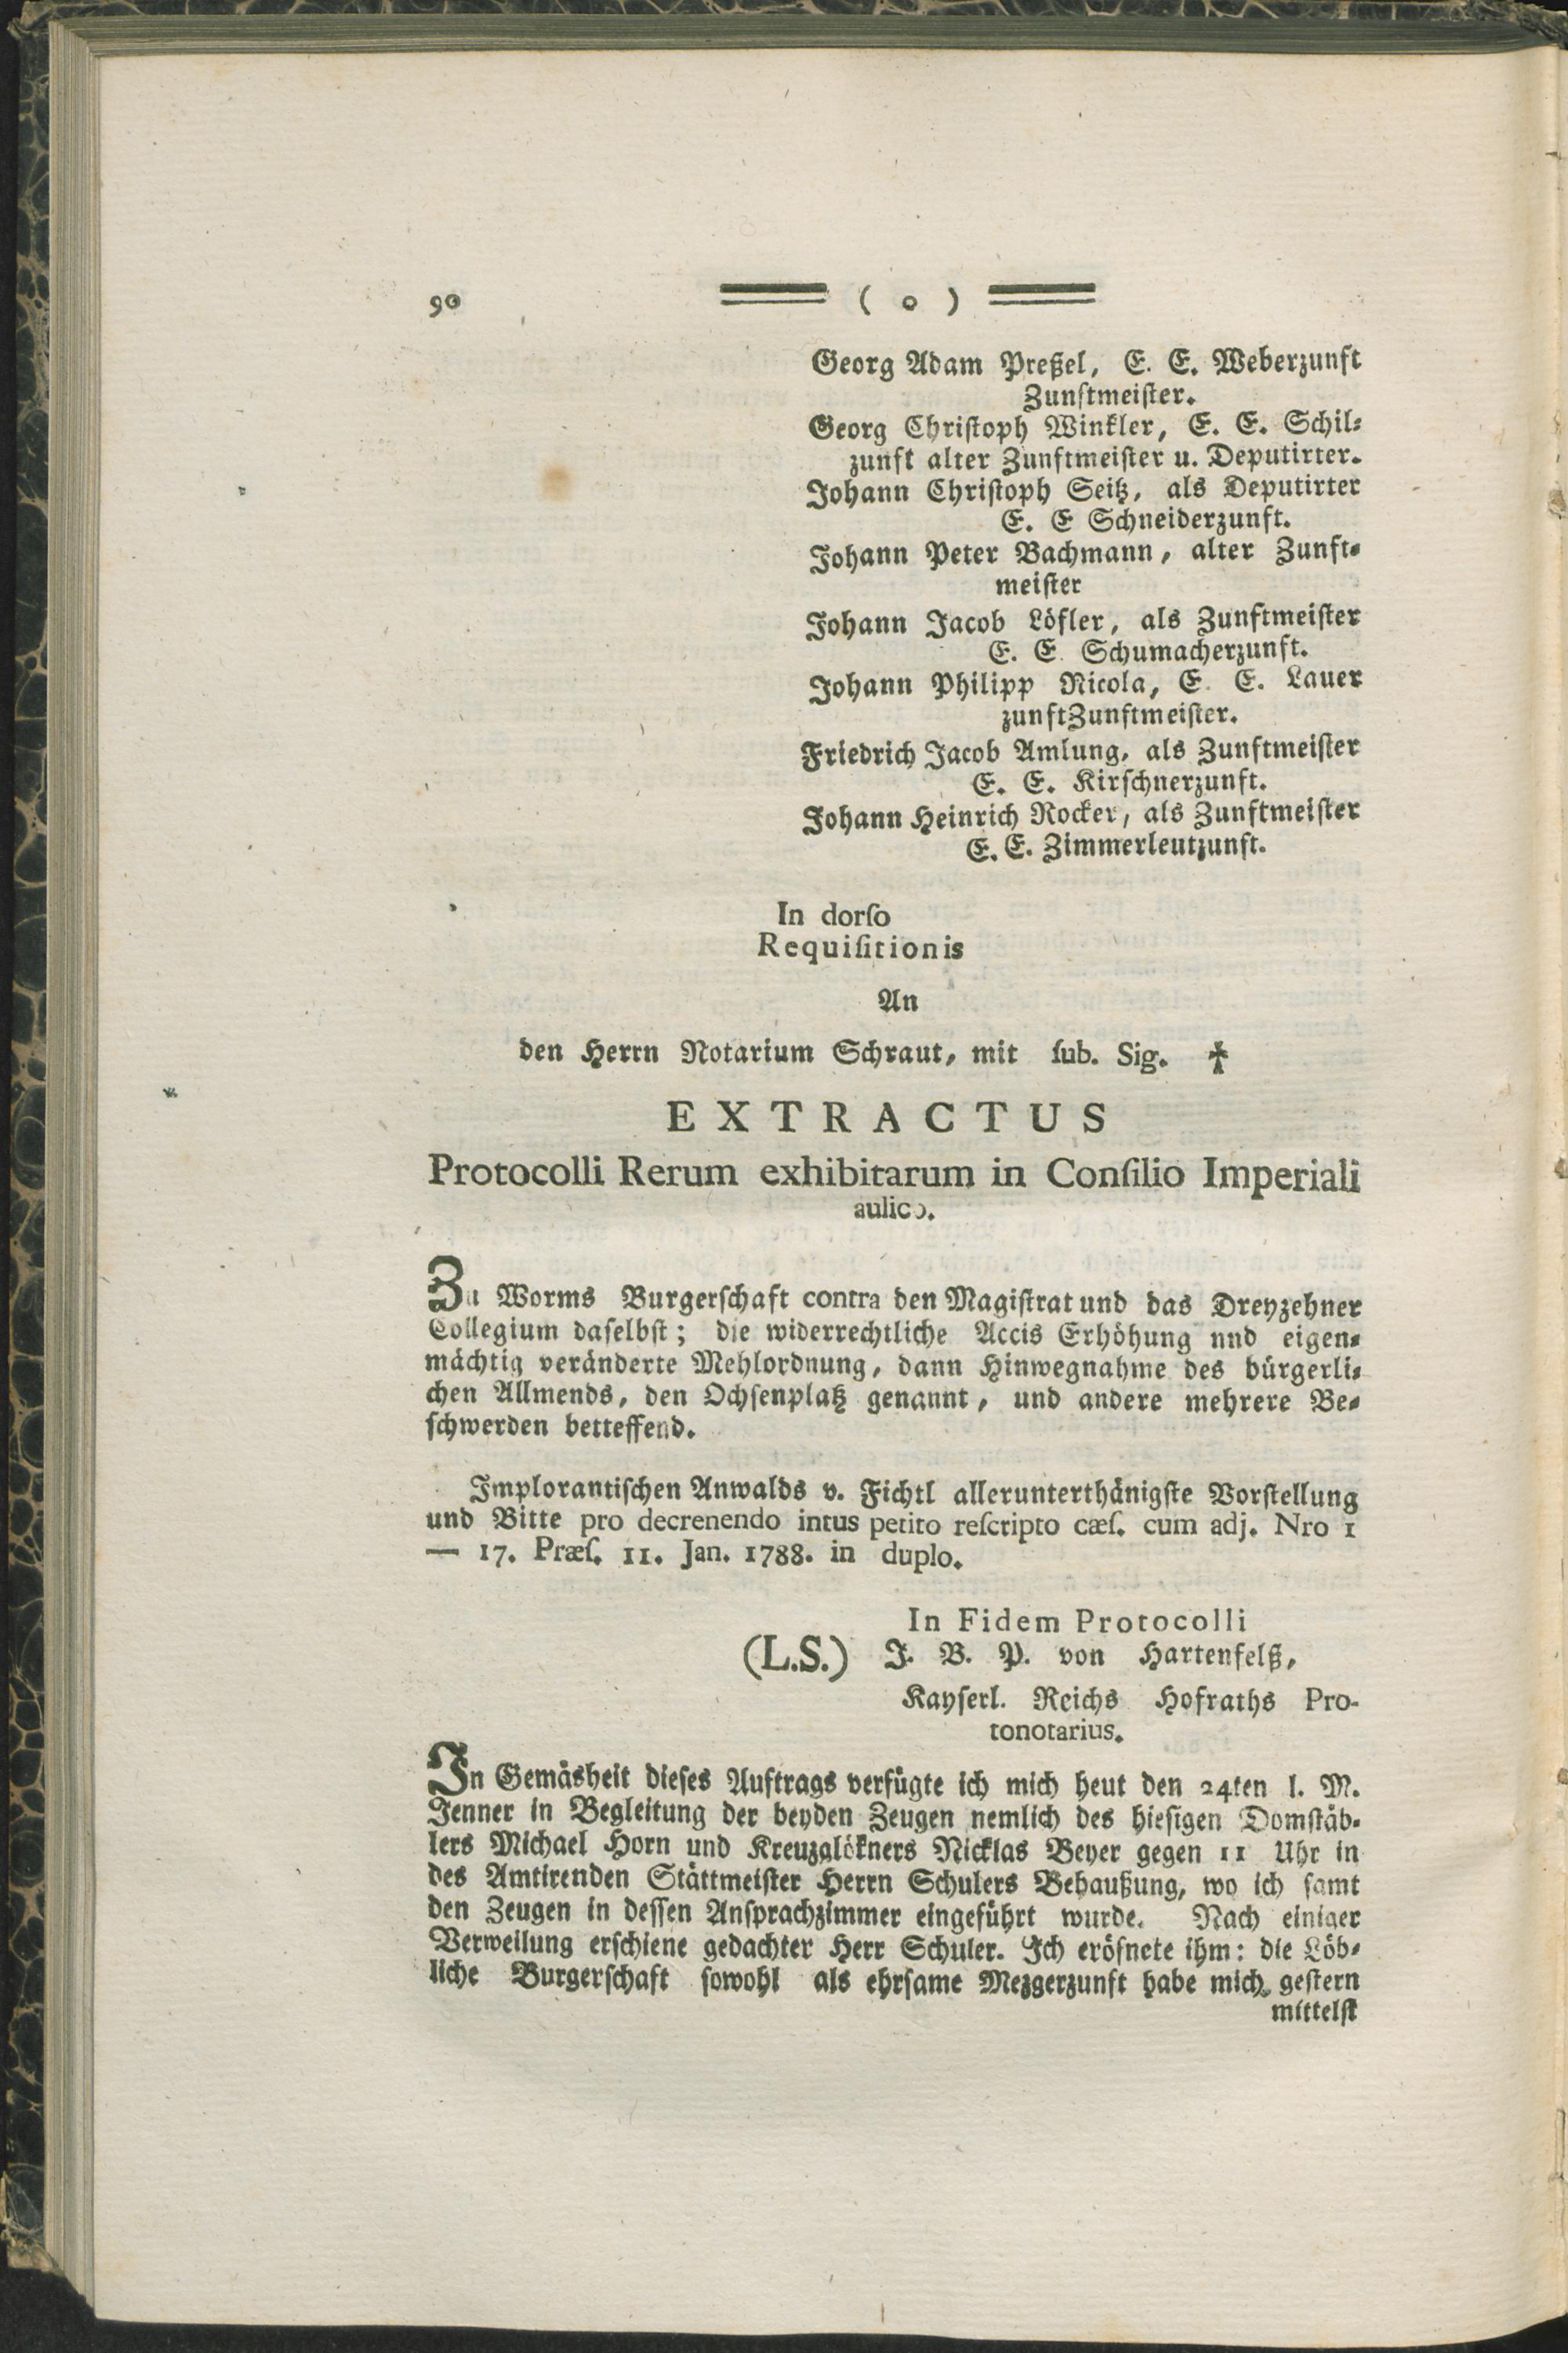 90 ( o )
Georg Adam Preßel, E. E. Weberzunft
Zunftmeister.
Georg Christoph Winkler, E. E. Schil-
zunft alter Zunftmeister u. Deputirter.
Johann Christoph Seitz, als Deputirter
E. E Schneiderzunft.
Johann Peter Bachmann, alter Zunft-
meister
Johann Jacob Löfler, als Zunftmeister
E. E. Schumacherzunft.
Johann Philipp Nicola, E. E. Lauer
zunftZunftmeister.
Friedrich Jacob Amlung, als Zunftmeister
E. E. Kirschnerzunft.
Johann Heinrich Rocker, als Zunftmeister
E. E. Zimmerleutzunft.
In dorſo
Requiſitionis
An
den Herrn Notarium Schraut, mit ſub. Sig. ☨
EXTRACTUS
Protocolli Rerum exhibitarum in Conſilio Imperiali
aulico.
Zu Worms Burgerſchaft contra den Magiſtrat und das Dreyzehner
Collegium daſelbſt; die widerrechtliche Accis Erhöhung nnd eigen-
mächtig veränderte Mehlordnung, dann Hinwegnahme des bürgerli-
chen Allmends, den Ochſenplatz genannt, und andere mehrere Be-
ſchwerden betteffend.
Implorantiſchen Anwalds v. Fichtl allerunterthänigſte Vorſtellung
und Bitte pro decrenendo intus petito reſcripto cæſ. cum adj. Nro 1
— 17. Præſ. 11. Jan. 1788. in duplo.
In Fidem Protocolli
(L.S.) J. B. P. von Hartenfelß,
Kayſerl. Reichs Hofraths Pro-
tonotarius.
In Gemäsheit dieſes Auftrags verfügte ich mich heut den 24ten l. M.
Jenner in Begleitung der beyden Zeugen nemlich des hieſigen Domſtäb-
lers Michael Horn und Kreuzglökners Nicklas Beyer gegen 11 Uhr in
des Amtirenden Stättmeiſter Herrn Schulers Behaußung, wo ich ſamt
den Zeugen in deſſen Anſprachzimmer eingeführt wurde. Nach einiger
Verweilung erſchiene gedachter Herr Schuler. Ich eröfnete ihm: die Löb-
liche Burgerſchaft ſowohl als ehrſame Mezgerzunft habe mich geſtern
mittelſt